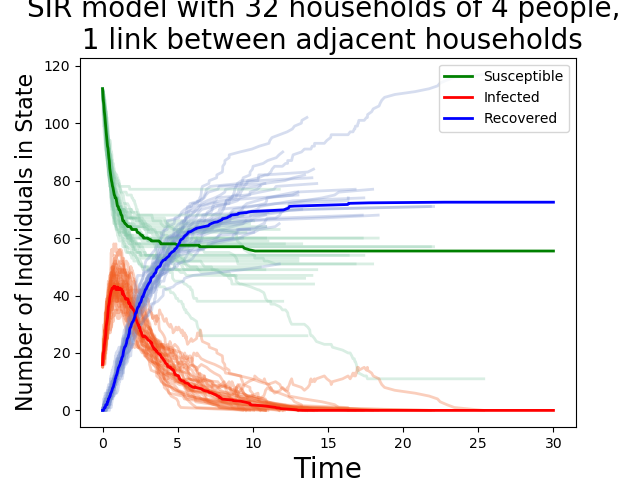 SIR model with 32 households of 4 people,
1 link between adjacent households
Number of Individuals in State
120
100
80
60
40
20
0
Susceptible
Infected
Recovered
0 5 10 15 20 25 30
Time